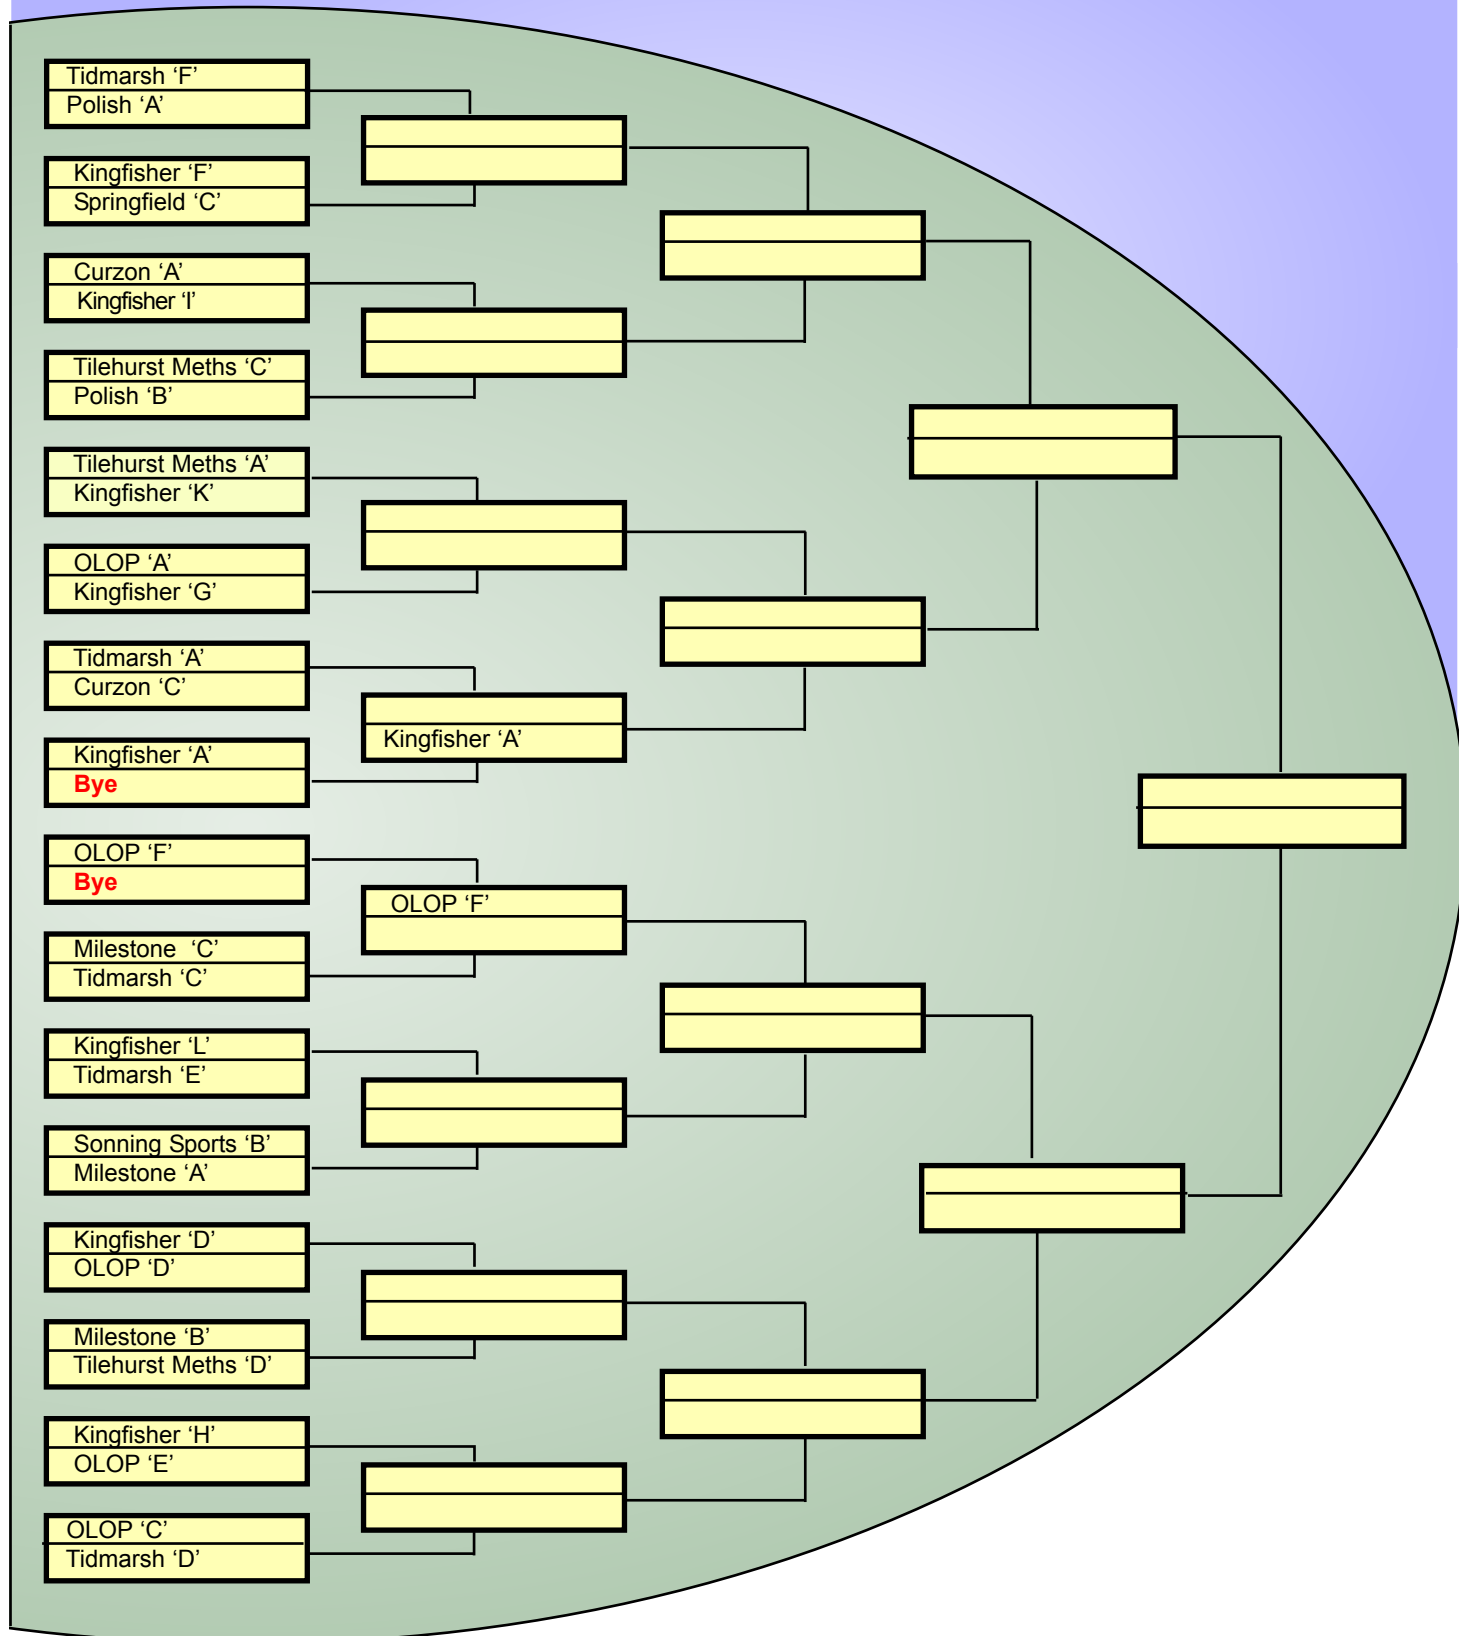 Tidmarsh ‘F’
Polish ‘A’
Kingfisher ‘F’
Springfield ‘C’
Curzon ‘A’
Kingfisher ‘I’
Tilehurst Meths ‘C’
Polish ‘B’
Tilehurst Meths ‘A’
Kingfisher ‘K’
OLOP ‘A’
Kingfisher ‘G’
Tidmarsh ‘A’
Curzon ‘C’
Kingfisher ‘A’
Kingfisher ‘A’
Bye
OLOP ‘F’
Bye
OLOP ‘F’
Milestone  ‘C’
Tidmarsh ‘C’
Kingfisher ‘L’
Tidmarsh ‘E’
Sonning Sports ‘B’
Milestone ‘A’
Kingfisher ‘D’
OLOP ‘D’
Milestone ‘B’
Tilehurst Meths ‘D’
Kingfisher ‘H’
OLOP ‘E’
OLOP ‘C’
Tidmarsh ‘D’